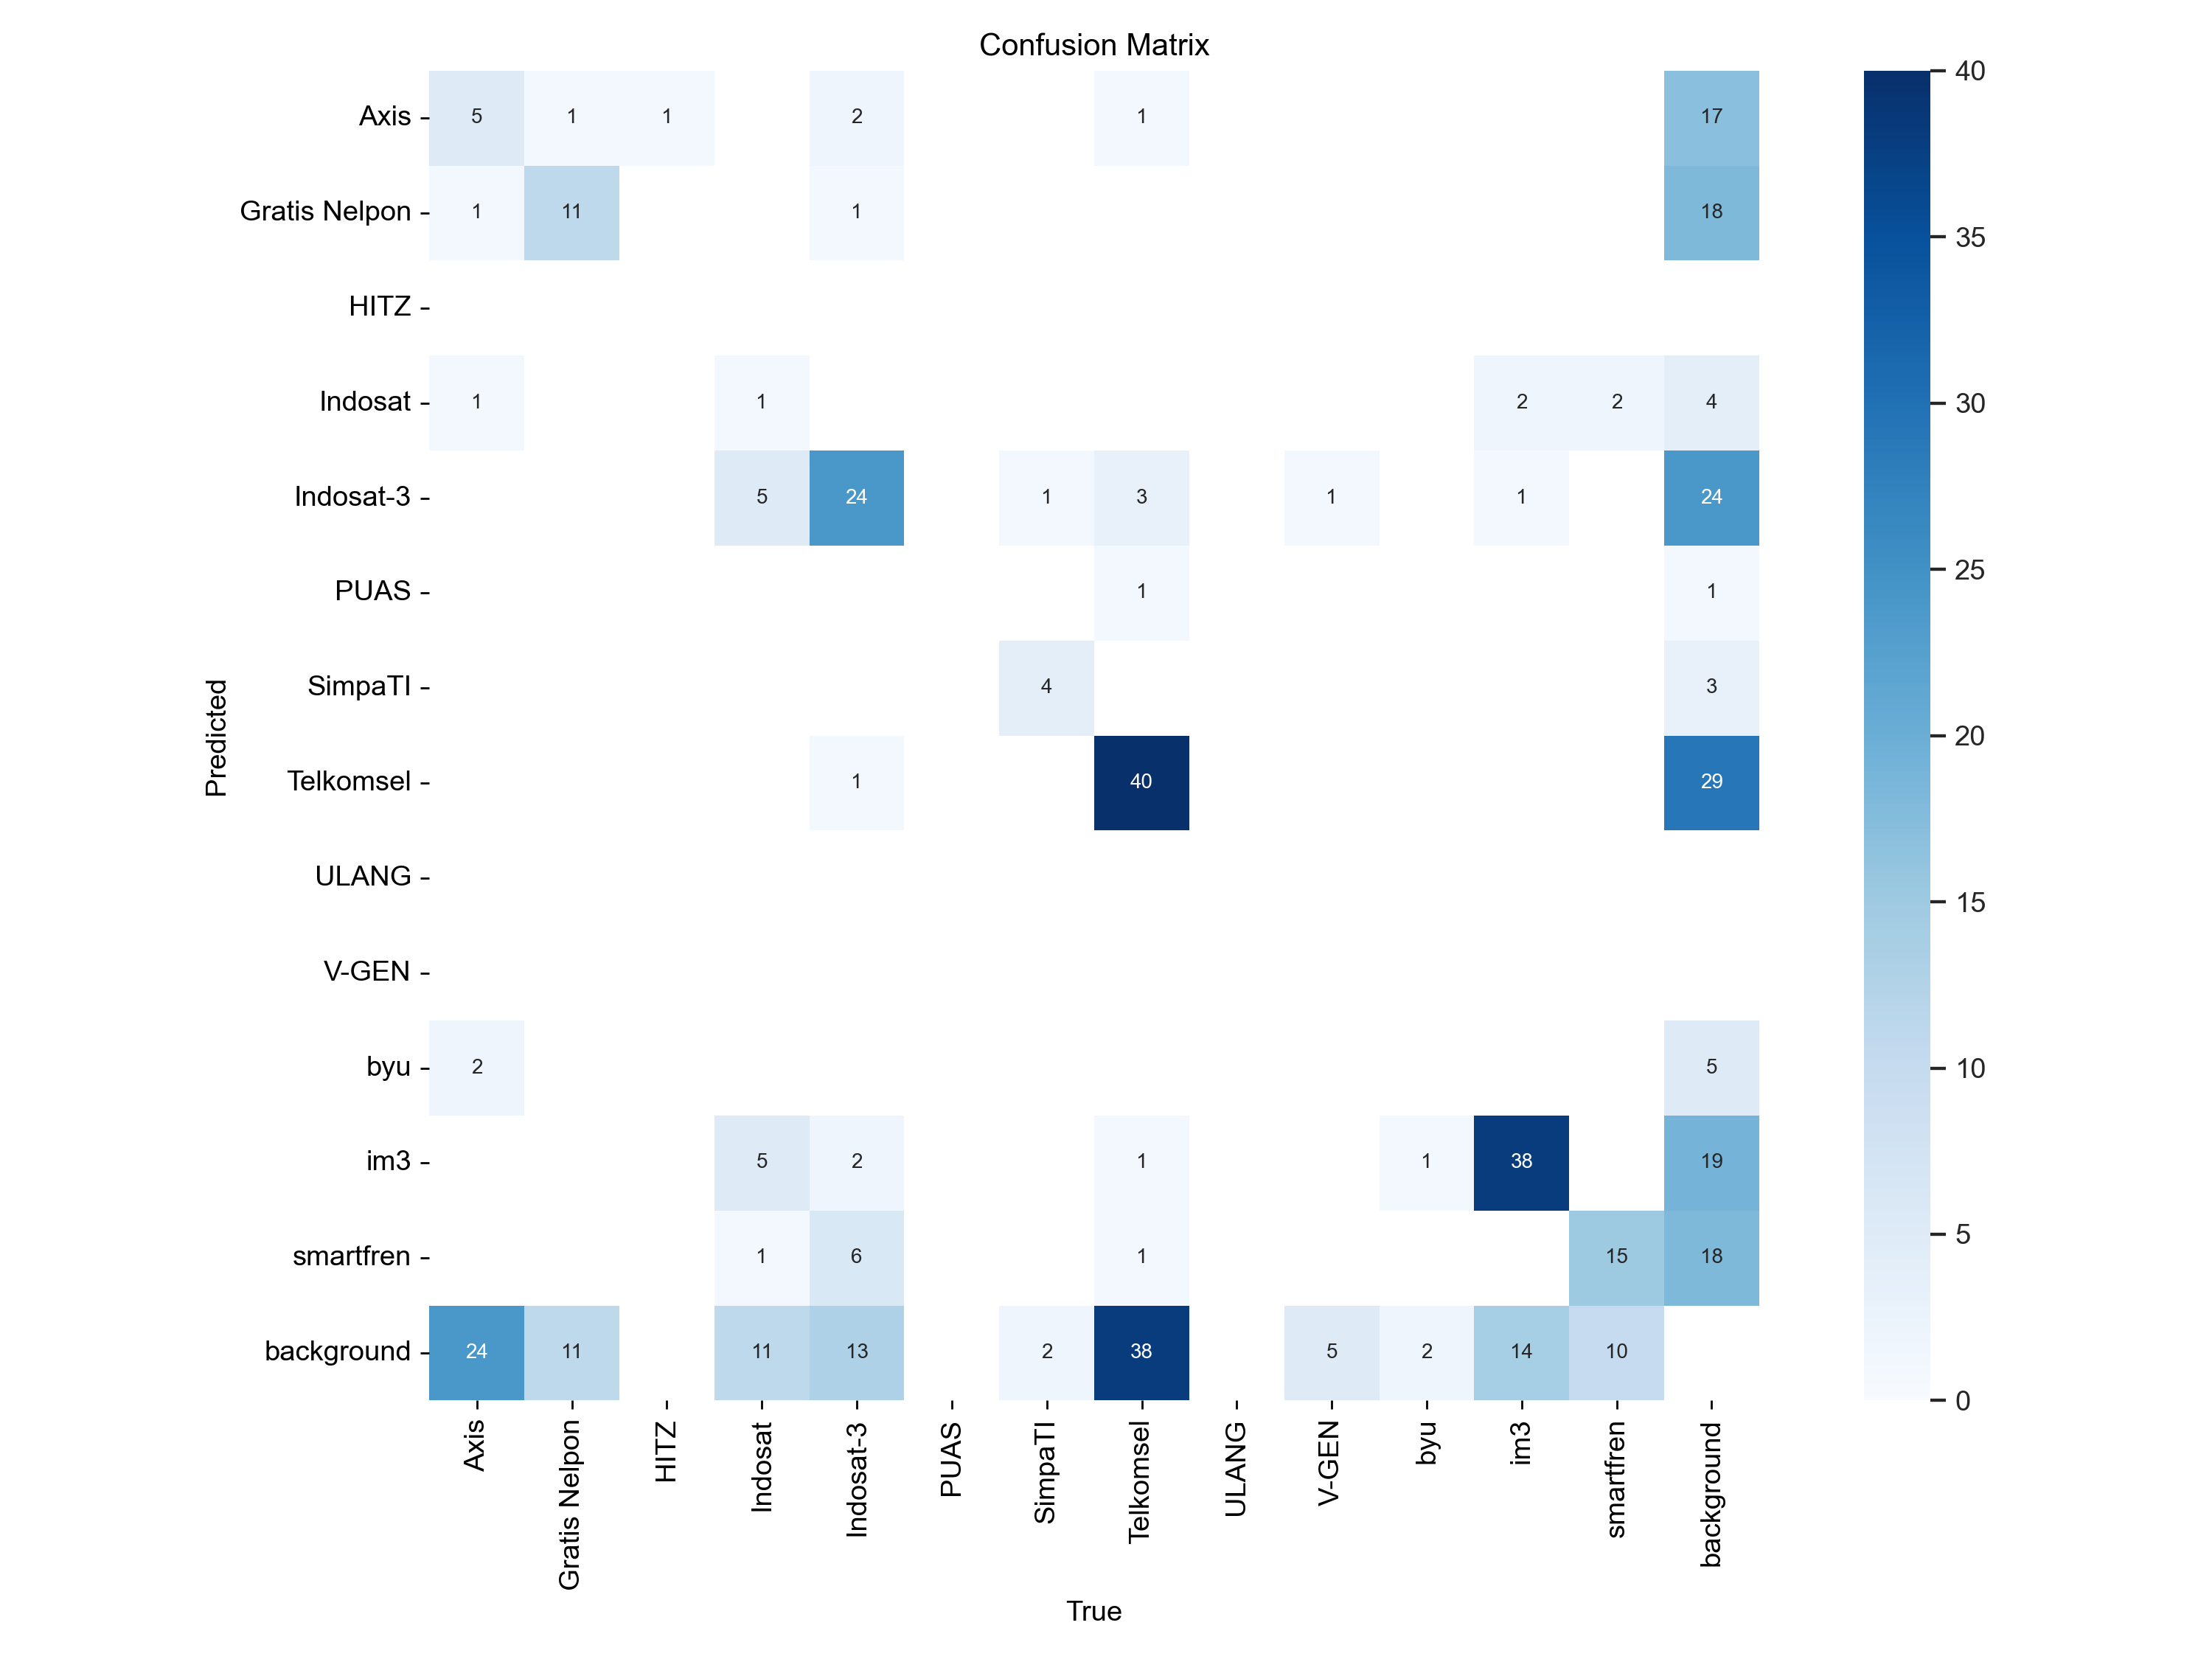 Confusion Matrix
Axis 5 1 1 2 1 17
Gratis Nelpon 1 11 1 18
HITZ
Indosat 1 1 2 2 4
Indosat-3 5 24 1 3 1 1 24
PUAS 1 1
SimpaTI 4 3
Telkomsel 1 40 29
ULANG
V-GEN
byu 2 5
im3 5 2 1 1 38 19
smartfren 1 6 1 15 18
background 24 11 11 13 2 38 5 2 14 10
Predicted
Axis Gratis Nelpon HITZ Indosat Indosat-3 PUAS SimpaTI Telkomsel ULANG V-GEN byu im3 smartfren background
True
40
35
30
25
20
15
10
5
0